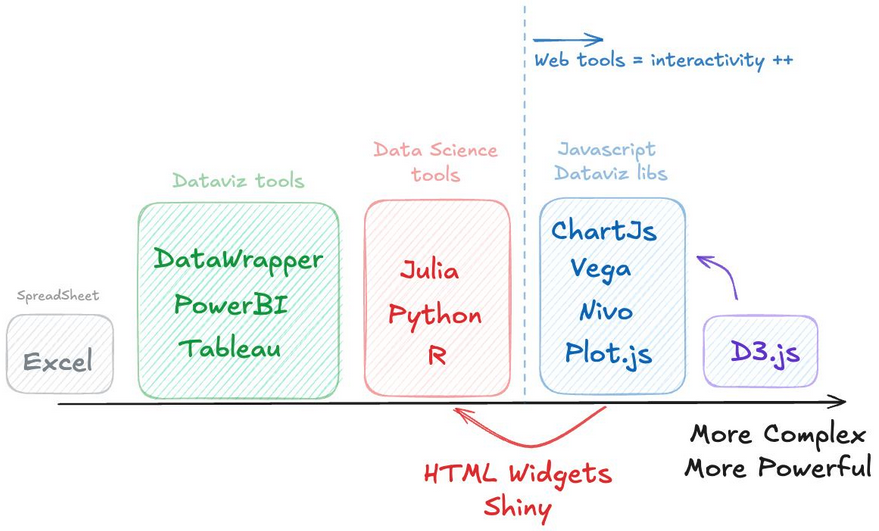 Web tools = interactivity ++
Data Science
tools
Javascript
Dataviz libs
Dataviz tools
SpreadSheet
Excel
DataWrapper
PowerBI
Tableau
Julia
Python
R
ChartJs
Vega
Nivo
Plot.js
D3.js
HTML Widgets
Shiny
More Complex
More Powerful